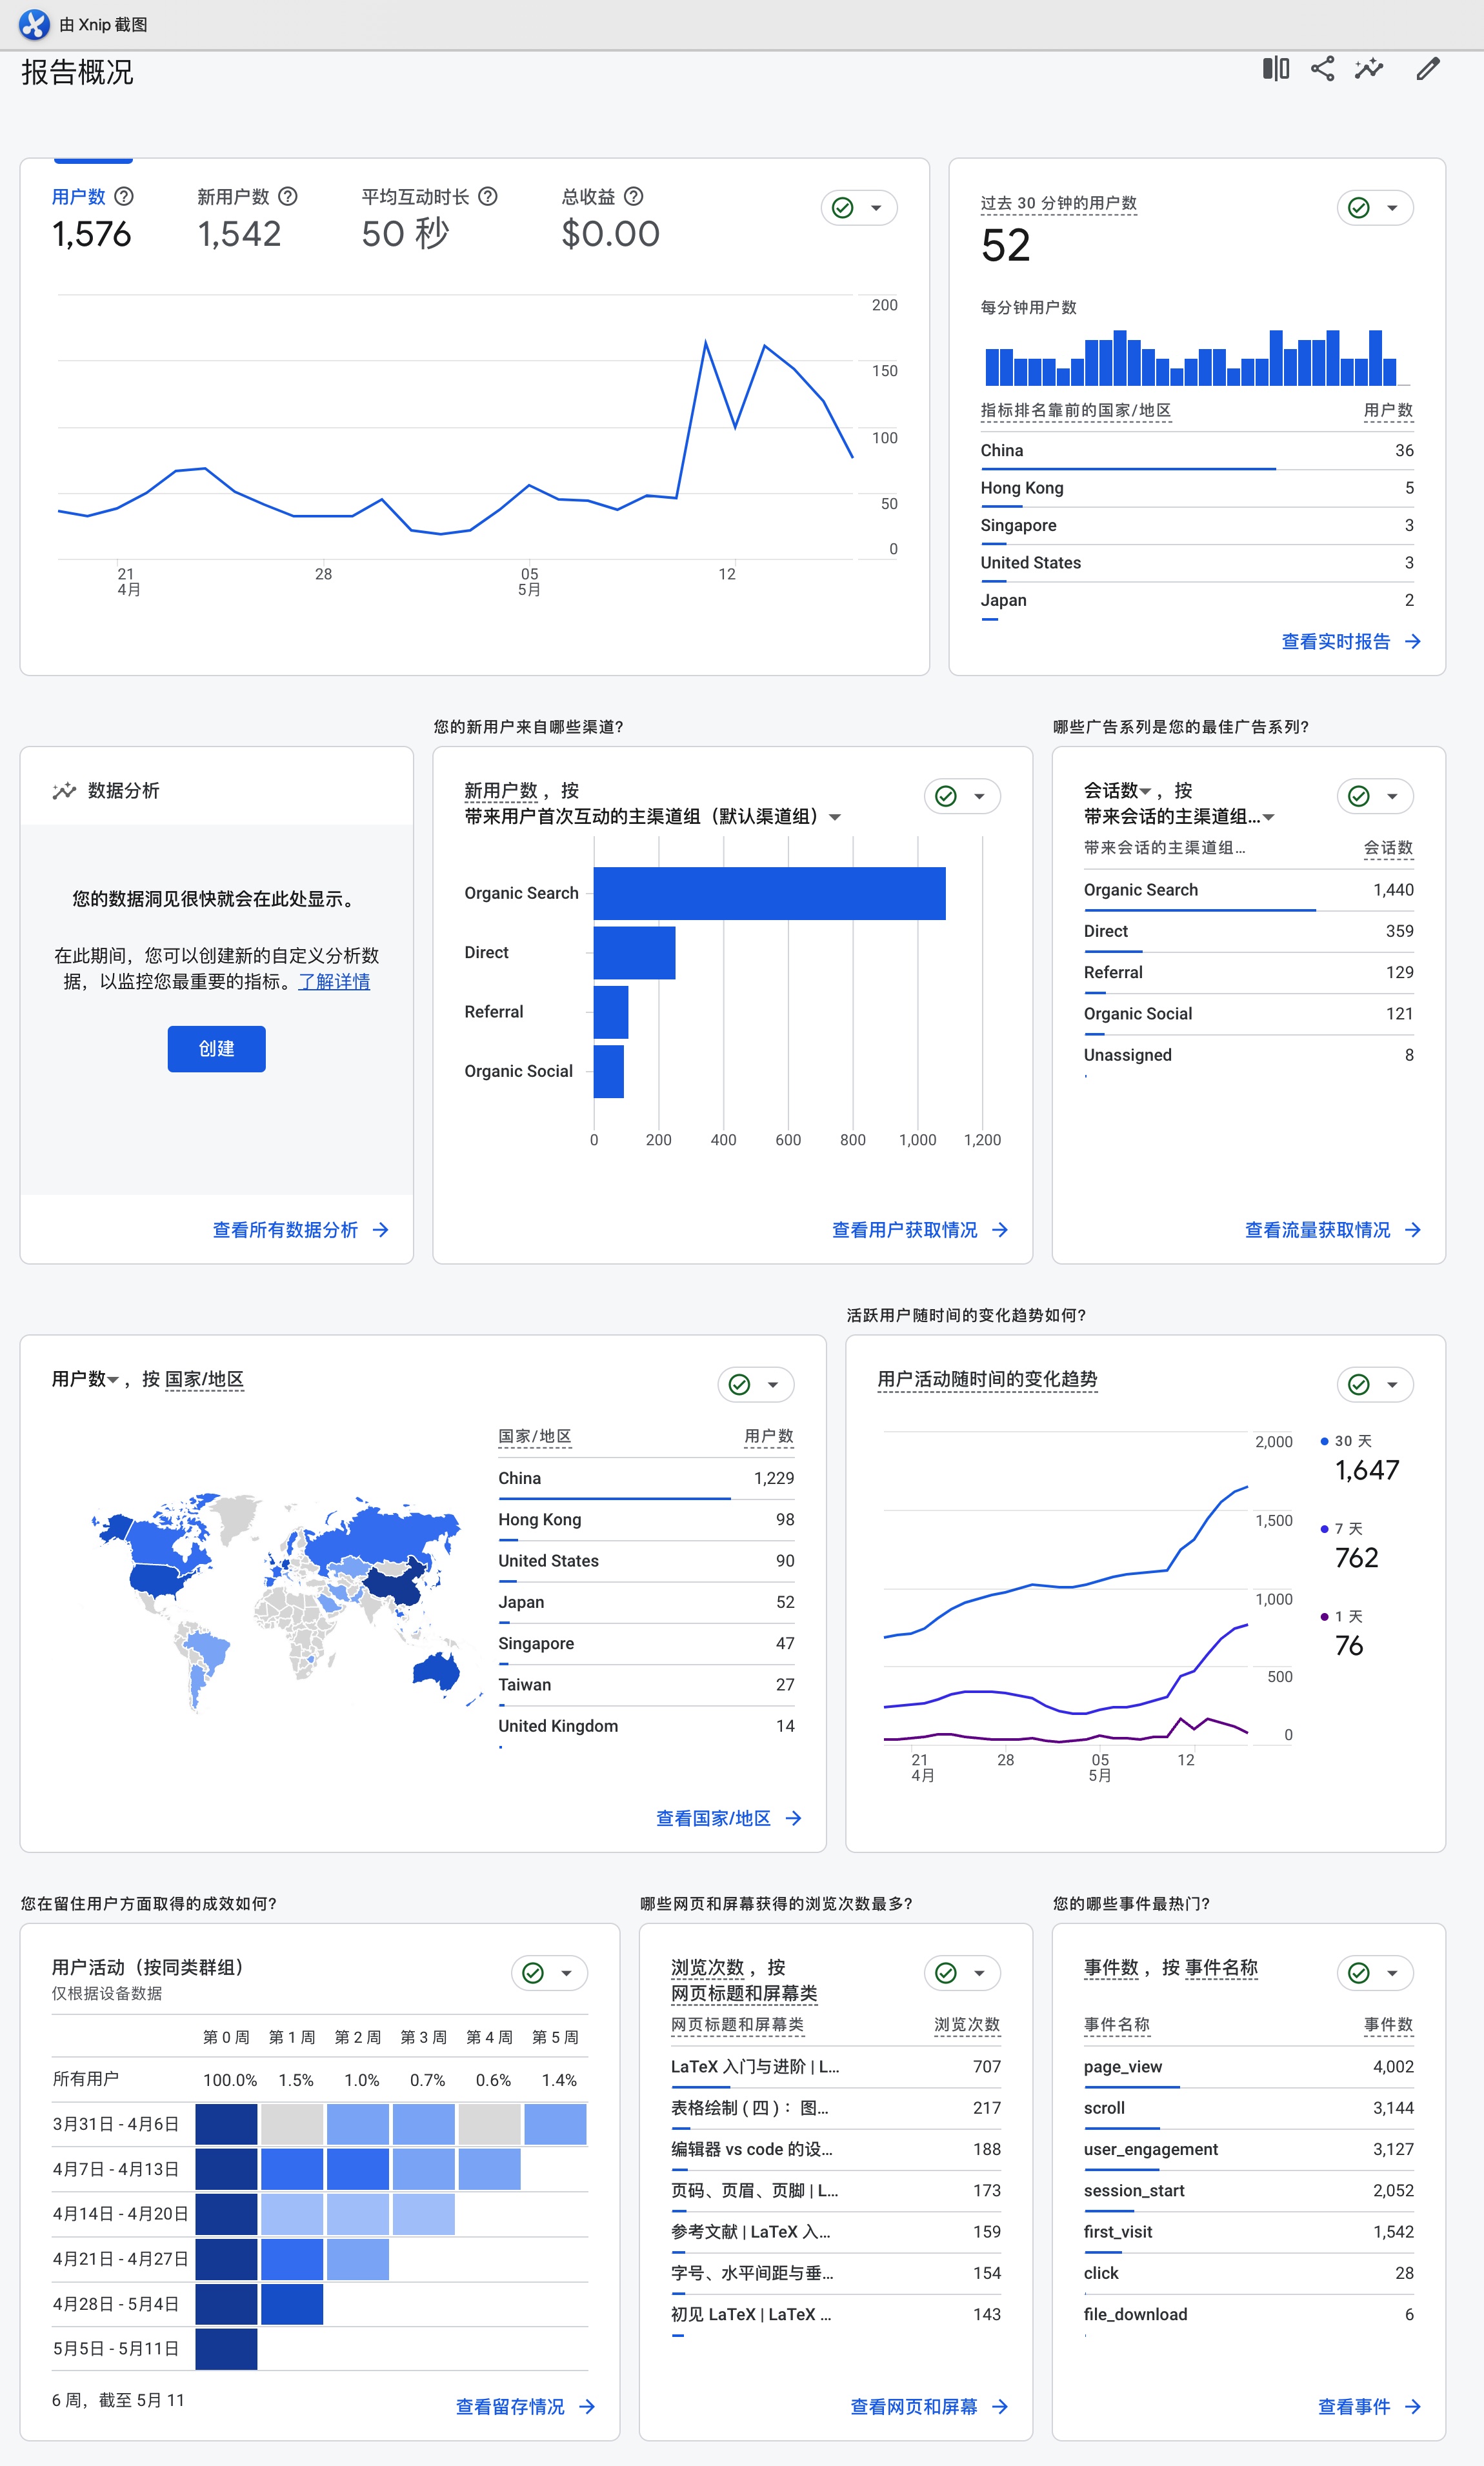 由 Xnip 截图
报告概况
用户数 新用户数 平均互动时长 总收益
1,576 1,542 50 秒 $0.00
200
150
100
50
0
21 28 05 12
4月 5月
过去 30 分钟的用户数
52
每分钟用户数
指标排名靠前的国家/地区 用户数
China 36
Hong Kong 5
Singapore 3
United States 3
Japan 2
查看实时报告
数据分析
您的数据洞见很快就会在此处显示。
在此期间，您可以创建新的自定义分析数
据，以监控您最重要的指标。了解详情
创建
查看所有数据分析
您的新用户来自哪些渠道？
新用户数，按
带来用户首次互动的主渠道组（默认渠道组）
Organic Search
Direct
Referral
Organic Social
0 200 400 600 800 1,000 1,200
查看用户获取情况
哪些广告系列是您的最佳广告系列？
会话数，按
带来会话的主渠道组...
带来会话的主渠道组... 会话数
Organic Search 1,440
Direct 359
Referral 129
Organic Social 121
Unassigned 8
查看流量获取情况
用户数，按 国家/地区
国家/地区 用户数
China 1,229
Hong Kong 98
United States 90
Japan 52
Singapore 47
Taiwan 27
United Kingdom 14
查看国家/地区
活跃用户随时间的变化趋势如何？
用户活动随时间的变化趋势
2,000
1,500
1,000
500
0
21 28 05 12
4月 5月
30 天
1,647
7 天
762
1 天
76
您在留住用户方面取得的成效如何？
用户活动（按同类群组）
仅根据设备数据
第 0 周 第 1 周 第 2 周 第 3 周 第 4 周 第 5 周
所有用户 100.0% 1.5% 1.0% 0.7% 0.6% 1.4%
3月31日 - 4月6日
4月7日 - 4月13日
4月14日 - 4月20日
4月21日 - 4月27日
4月28日 - 5月4日
5月5日 - 5月11日
6 周，截至 5月 11
查看留存情况
哪些网页和屏幕获得的浏览次数最多？
浏览次数，按
网页标题和屏幕类
网页标题和屏幕类 浏览次数
LaTeX 入门与进阶 | L... 707
表格绘制 ( 四 )： 图... 217
编辑器 vs code 的设... 188
页码、页眉、页脚 | L... 173
参考文献 | LaTeX 入... 159
字号、水平间距与垂... 154
初见 LaTeX | LaTeX ... 143
查看网页和屏幕
您的哪些事件最热门？
事件数，按 事件名称
事件名称 事件数
page_view 4,002
scroll 3,144
user_engagement 3,127
session_start 2,052
first_visit 1,542
click 28
file_download 6
查看事件